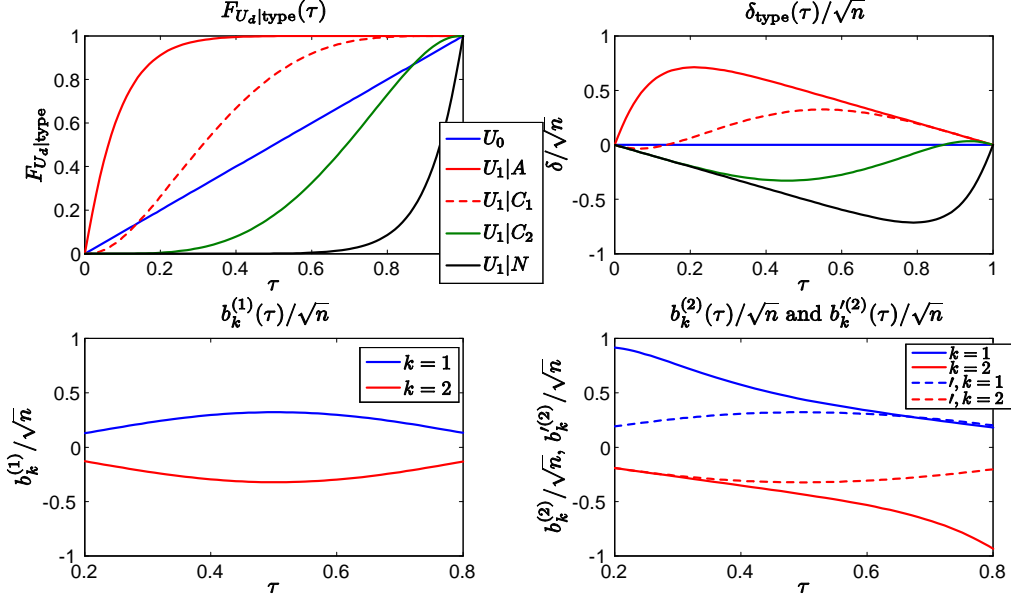 F_{U_d|type}(τ)
F_{U_d|type}
1
0.8
0.6
0.4
0.2
0
0 0.2 0.4 0.6 0.8
τ
U_0
U_1|A
U_1|C_1
U_1|C_2
U_1|N
δ_{type}(τ)/√n
δ/√n
1
0.5
0
-0.5
-1
0 0.2 0.4 0.6 0.8 1
τ
b_k^{(1)}(τ)/√n
b_k^{(1)}/√n
1
0.5
0
-0.5
-1
0.2 0.4 0.6 0.8
τ
k = 1
k = 2
b_k^{(2)}(τ)/√n and b_k'^{(2)}(τ)/√n
b_k^{(2)}/√n, b_k'^{(2)}/√n
1
0.5
0
-0.5
-1
0.2 0.4 0.6 0.8
τ
k = 1
k = 2
′, k = 1
′, k = 2